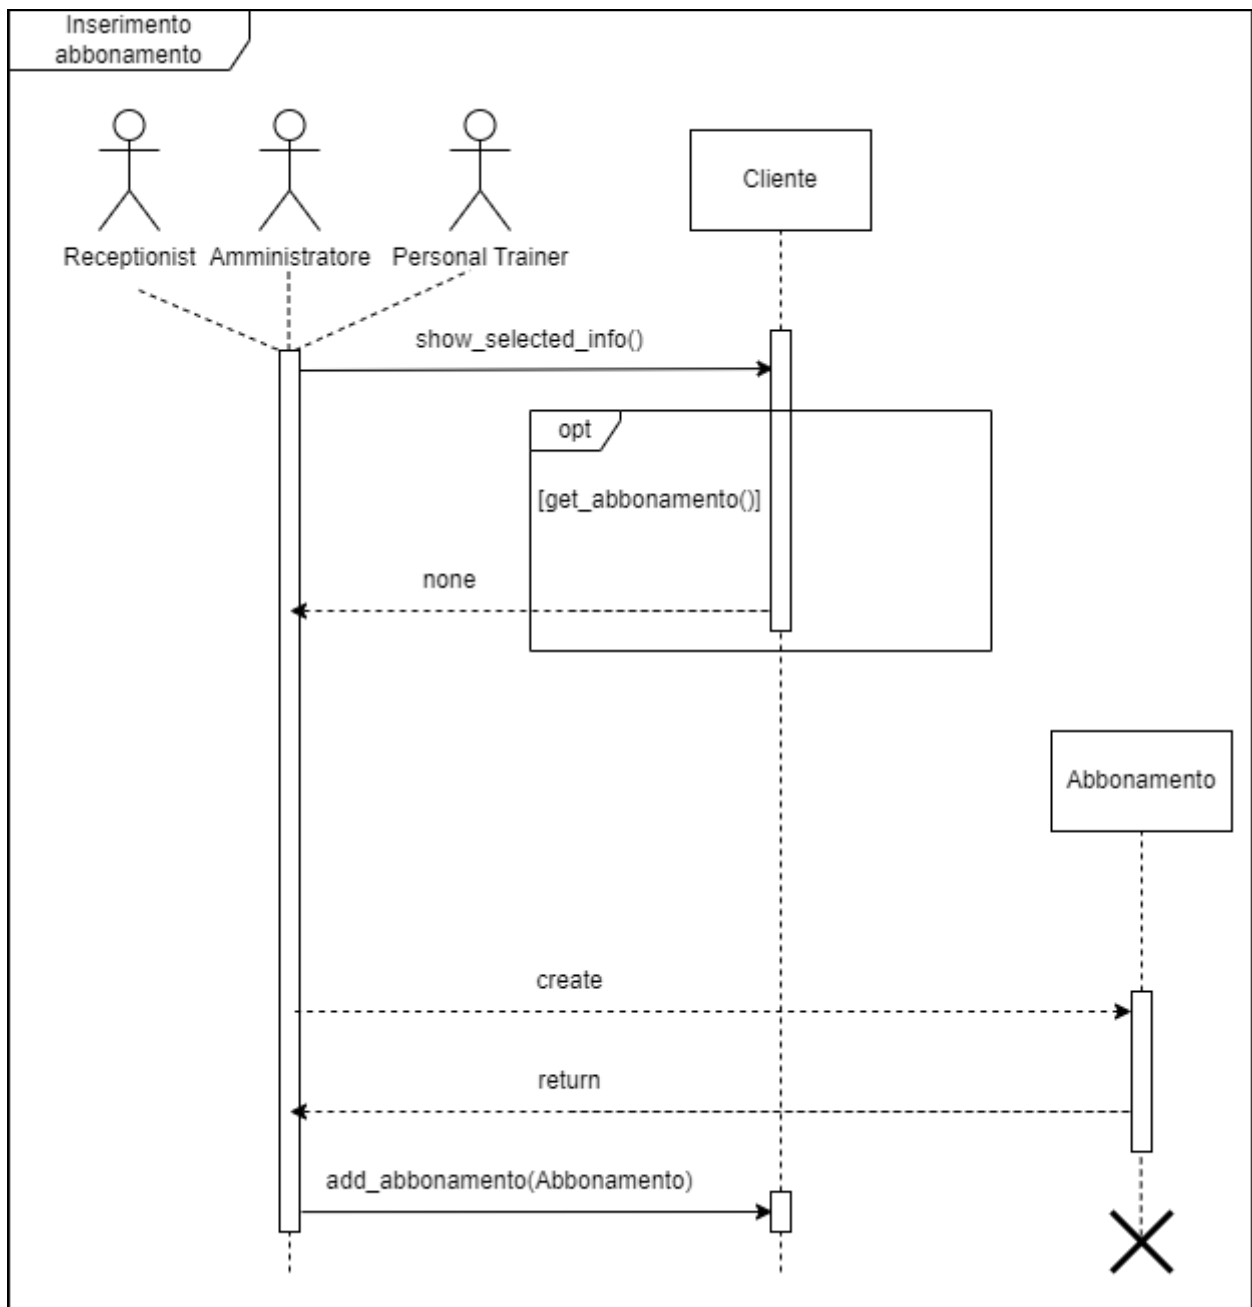 Inserimento
abbonamento
Receptionist
Amministratore
Personal Trainer
Cliente
show_selected_info()
opt
[get_abbonamento()]
none
Abbonamento
create
return
add_abbonamento(Abbonamento)